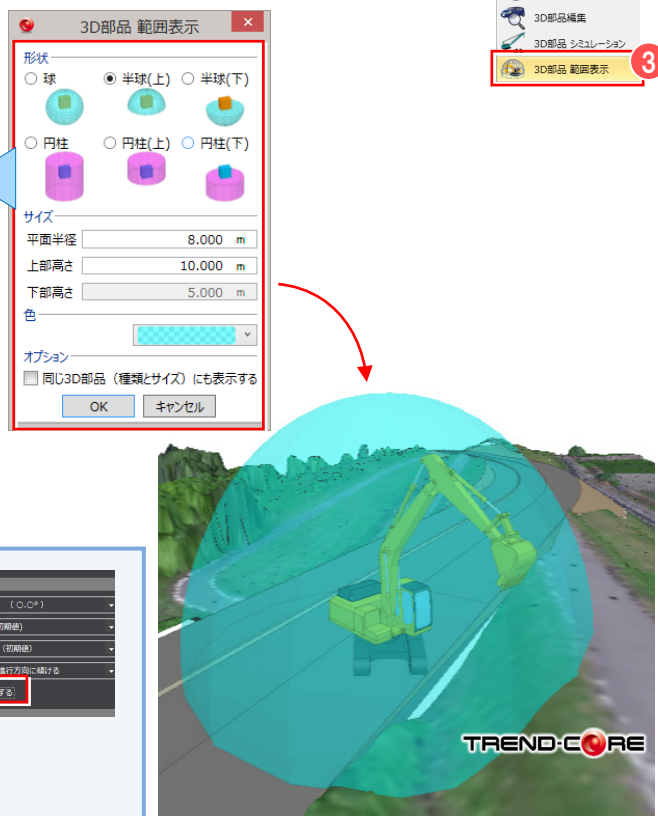 3D部品編集
3D部品 シミュレーション
3D部品 範囲表示
3
3D部品 範囲表示
形状
球
半球(上)
半球(下)
円柱
円柱(上)
円柱(下)
サイズ
平面半径 8.000 m
上部高さ 10.000 m
下部高さ 5.000 m
色
オプション
同じ3D部品（種類とサイズ）にも表示する
OK キャンセル
(0.0°)
期値)
(初期値)
進行方向に傾ける
する
TREND-CORE